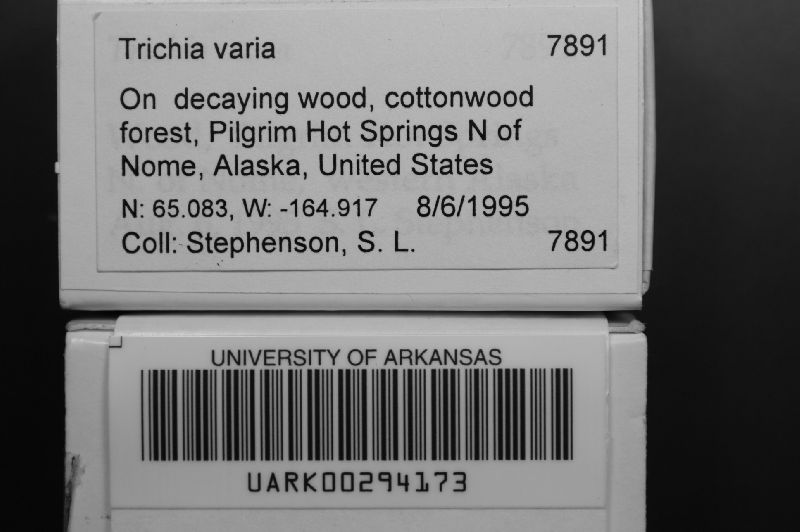 Trichia varia 7891
On decaying wood, cottonwood
forest, Pilgrim Hot Springs N of
Nome, Alaska, United States
N: 65.083, W: -164.917 8/6/1995
Coll: Stephenson, S. L. 7891
UNIVERSITY OF ARKANSAS
UARK00294173